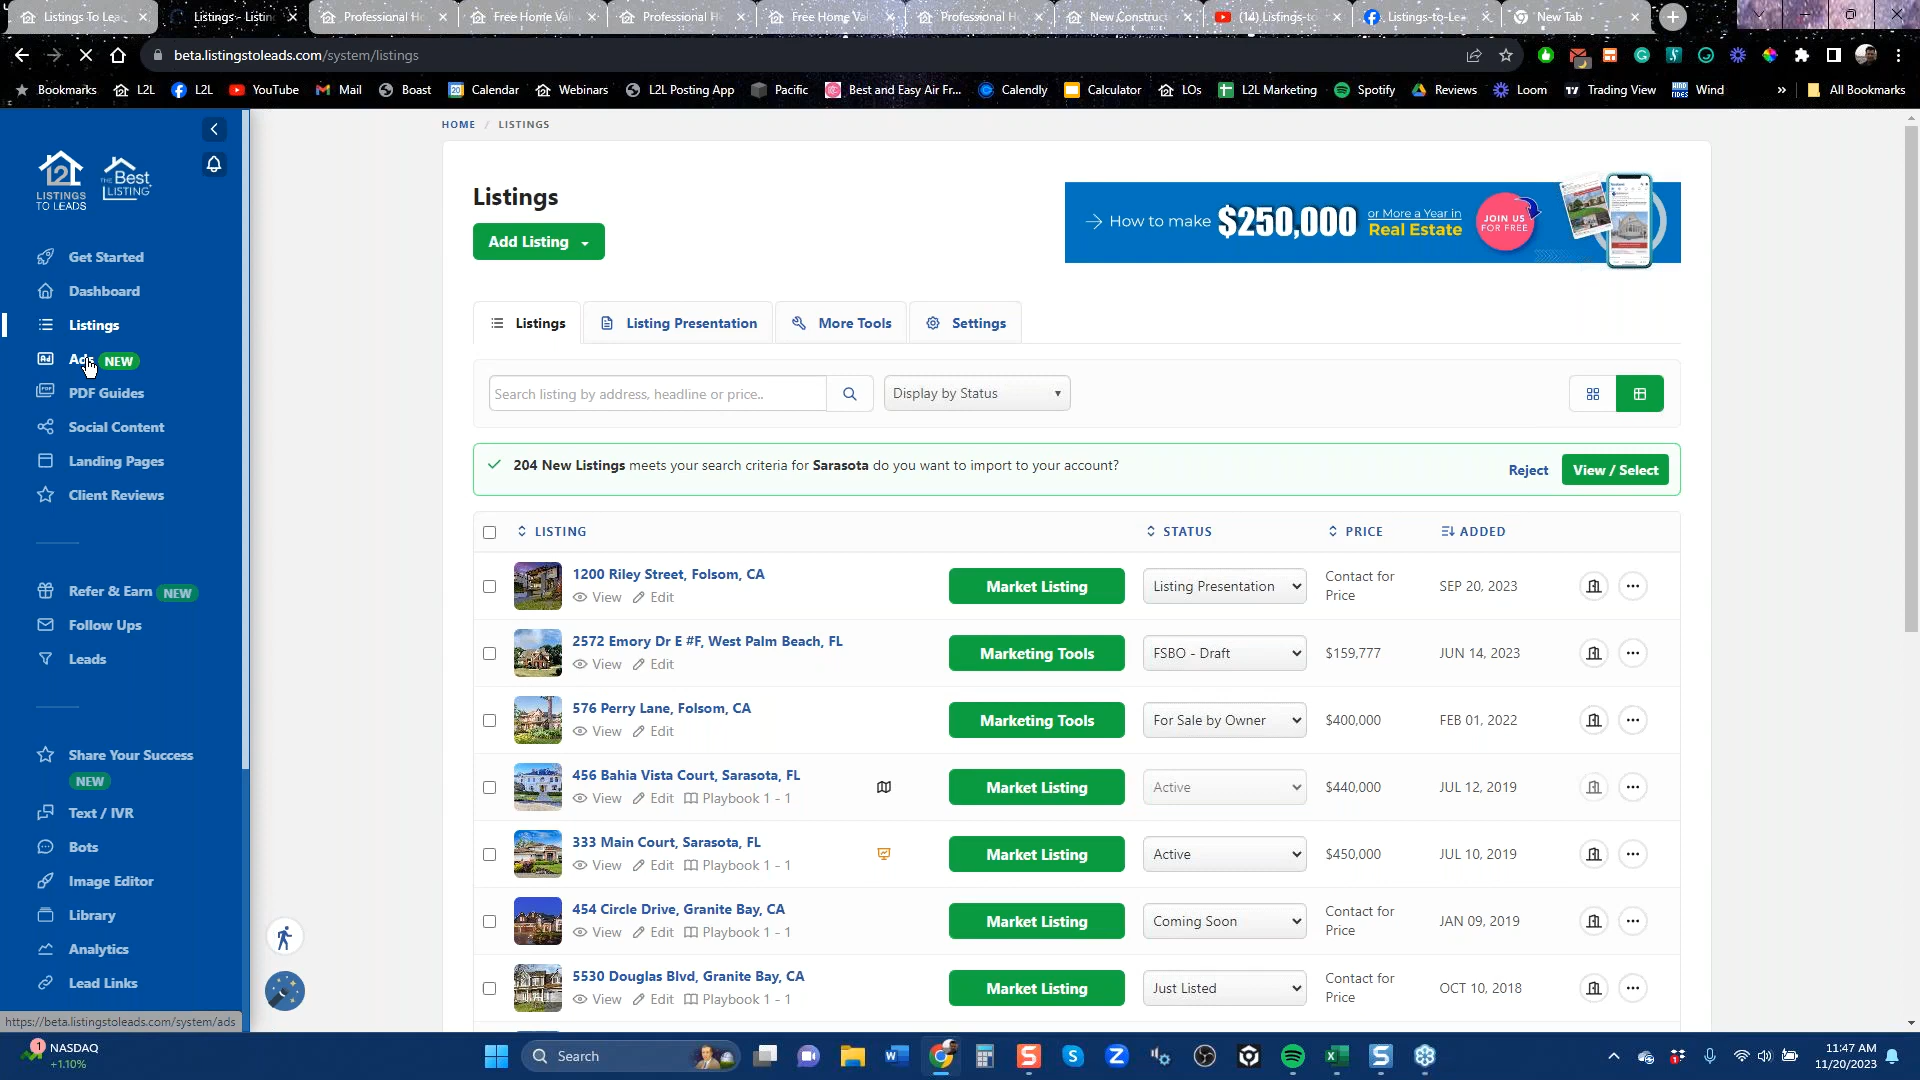 Listings To Lea
Listings - Listin
Professional H
Free Home Val
Professional H
Free Home Val
Professional H
New Construct
(14) Listings-to
Listings-to-Lea
New Tab
beta.listingstoleads.com/system/listings
Bookmarks
L2L
L2L
YouTube
Mail
Boast
Calendar
Webinars
L2L Posting App
Pacific
Best and Easy Air Fr...
Calendly
Calculator
LOs
L2L Marketing
Spotify
Reviews
Loom
Trading View
Wind
»
All Bookmarks
HOME / LISTINGS
LISTINGS
TO LEADS
THE Best
LISTING
Get Started
Dashboard
Listings
Ads NEW
PDF Guides
Social Content
Landing Pages
Client Reviews
Refer & Earn NEW
Follow Ups
Leads
Share Your Success
NEW
Text / IVR
Bots
Image Editor
Library
Analytics
Lead Links
https://beta.listingstoleads.com/system/ads
Listings
Add Listing
How to make $250,000 or More a Year in
Real Estate
JOIN US
FOR FREE
Listings
Listing Presentation
More Tools
Settings
Search listing by address, headline or price..
Display by Status
204 New Listings meets your search criteria for Sarasota do you want to import to your account?
Reject
View / Select
LISTING STATUS PRICE ADDED
1200 Riley Street, Folsom, CA
View Edit
Market Listing
Listing Presentation
Contact for
Price
SEP 20, 2023
2572 Emory Dr E #F, West Palm Beach, FL
View Edit
Marketing Tools
FSBO - Draft
$159,777
JUN 14, 2023
576 Perry Lane, Folsom, CA
View Edit
Marketing Tools
For Sale by Owner
$400,000
FEB 01, 2022
456 Bahia Vista Court, Sarasota, FL
View Edit Playbook 1 - 1
Market Listing
Active
$440,000
JUL 12, 2019
333 Main Court, Sarasota, FL
View Edit Playbook 1 - 1
Market Listing
Active
$450,000
JUL 10, 2019
454 Circle Drive, Granite Bay, CA
View Edit Playbook 1 - 1
Market Listing
Coming Soon
Contact for
Price
JAN 09, 2019
5530 Douglas Blvd, Granite Bay, CA
View Edit Playbook 1 - 1
Market Listing
Just Listed
Contact for
Price
OCT 10, 2018
1
NASDAQ
+1.10%
Search
11:47 AM
11/20/2023